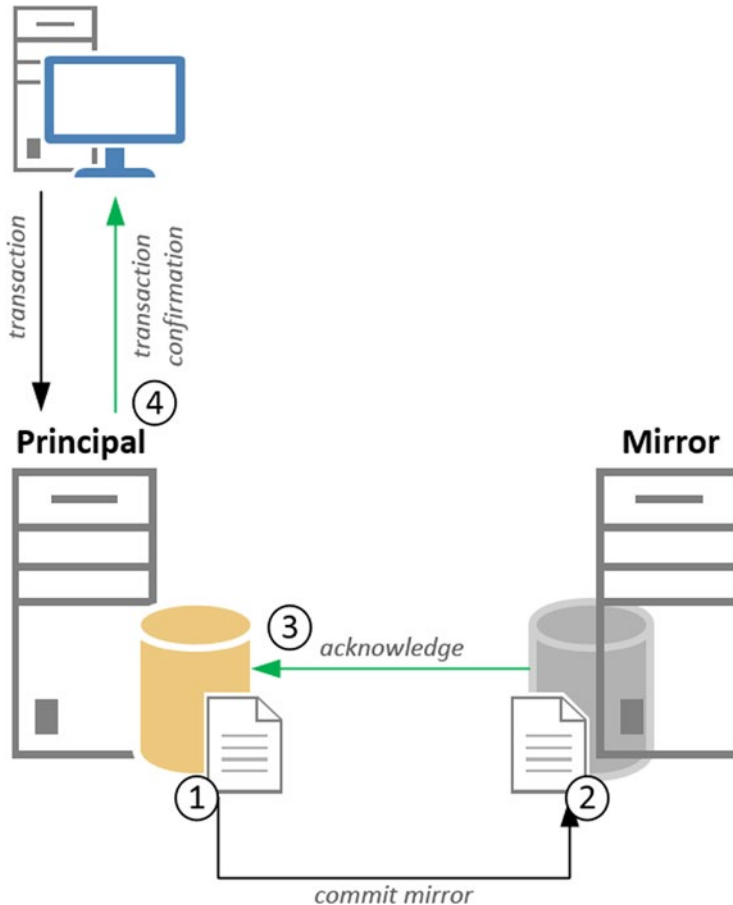 transaction
transaction
confirmation
4
Principal
Mirror
3
acknowledge
1
2
commit mirror